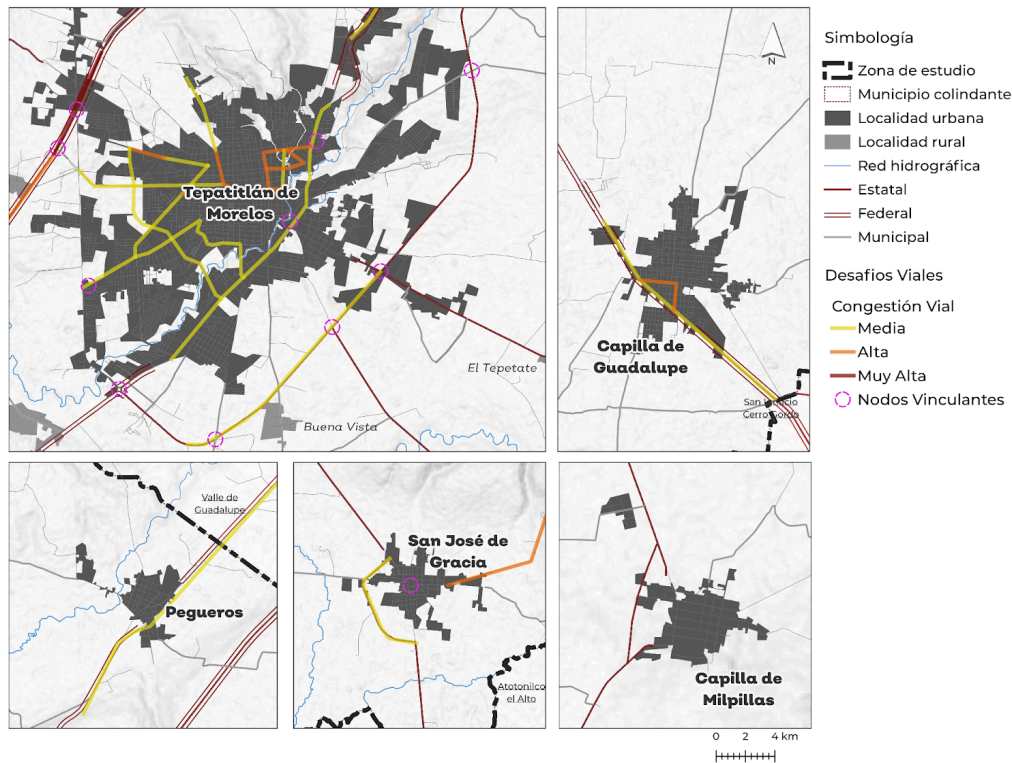 Tepatitlán de
Morelos
El Tepetate
Buena Vista
N
Capilla de
Guadalupe
San Ignacio
Cerro Gordo
Valle de
Guadalupe
Pegueros
San José de
Gracia
Atotonilco
el Alto
Capilla de
Milpillas
Simbología
Zona de estudio
Municipio colindante
Localidad urbana
Localidad rural
Red hidrográfica
Estatal
Federal
Municipal
Desafios Viales
Congestión Vial
Media
Alta
Muy Alta
Nodos Vinculantes
0 2 4 km